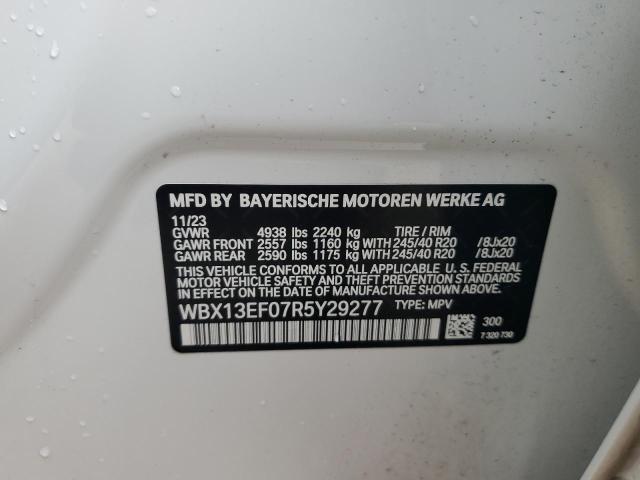 MFD BY BAYERISCHE MOTOREN WERKE AG
11/23
GVWR 4938 lbs 2240 kg TIRE / RIM
GAWR FRONT 2557 lbs 1160 kg WITH 245/40 R20 /8Jx20
GAWR REAR 2590 lbs 1175 kg WITH 245/40 R20 /8Jx20
THIS VEHICLE CONFORMS TO ALL APPLICABLE U. S. FEDERAL
MOTOR VEHICLE SAFETY, BUMPER, AND THEFT PREVENTION STANDARDS
IN EFFECT ON THE DATE OF MANUFACTURE SHOWN ABOVE.
WBX13EF07R5Y29277 TYPE: MPV
300
7 320 730